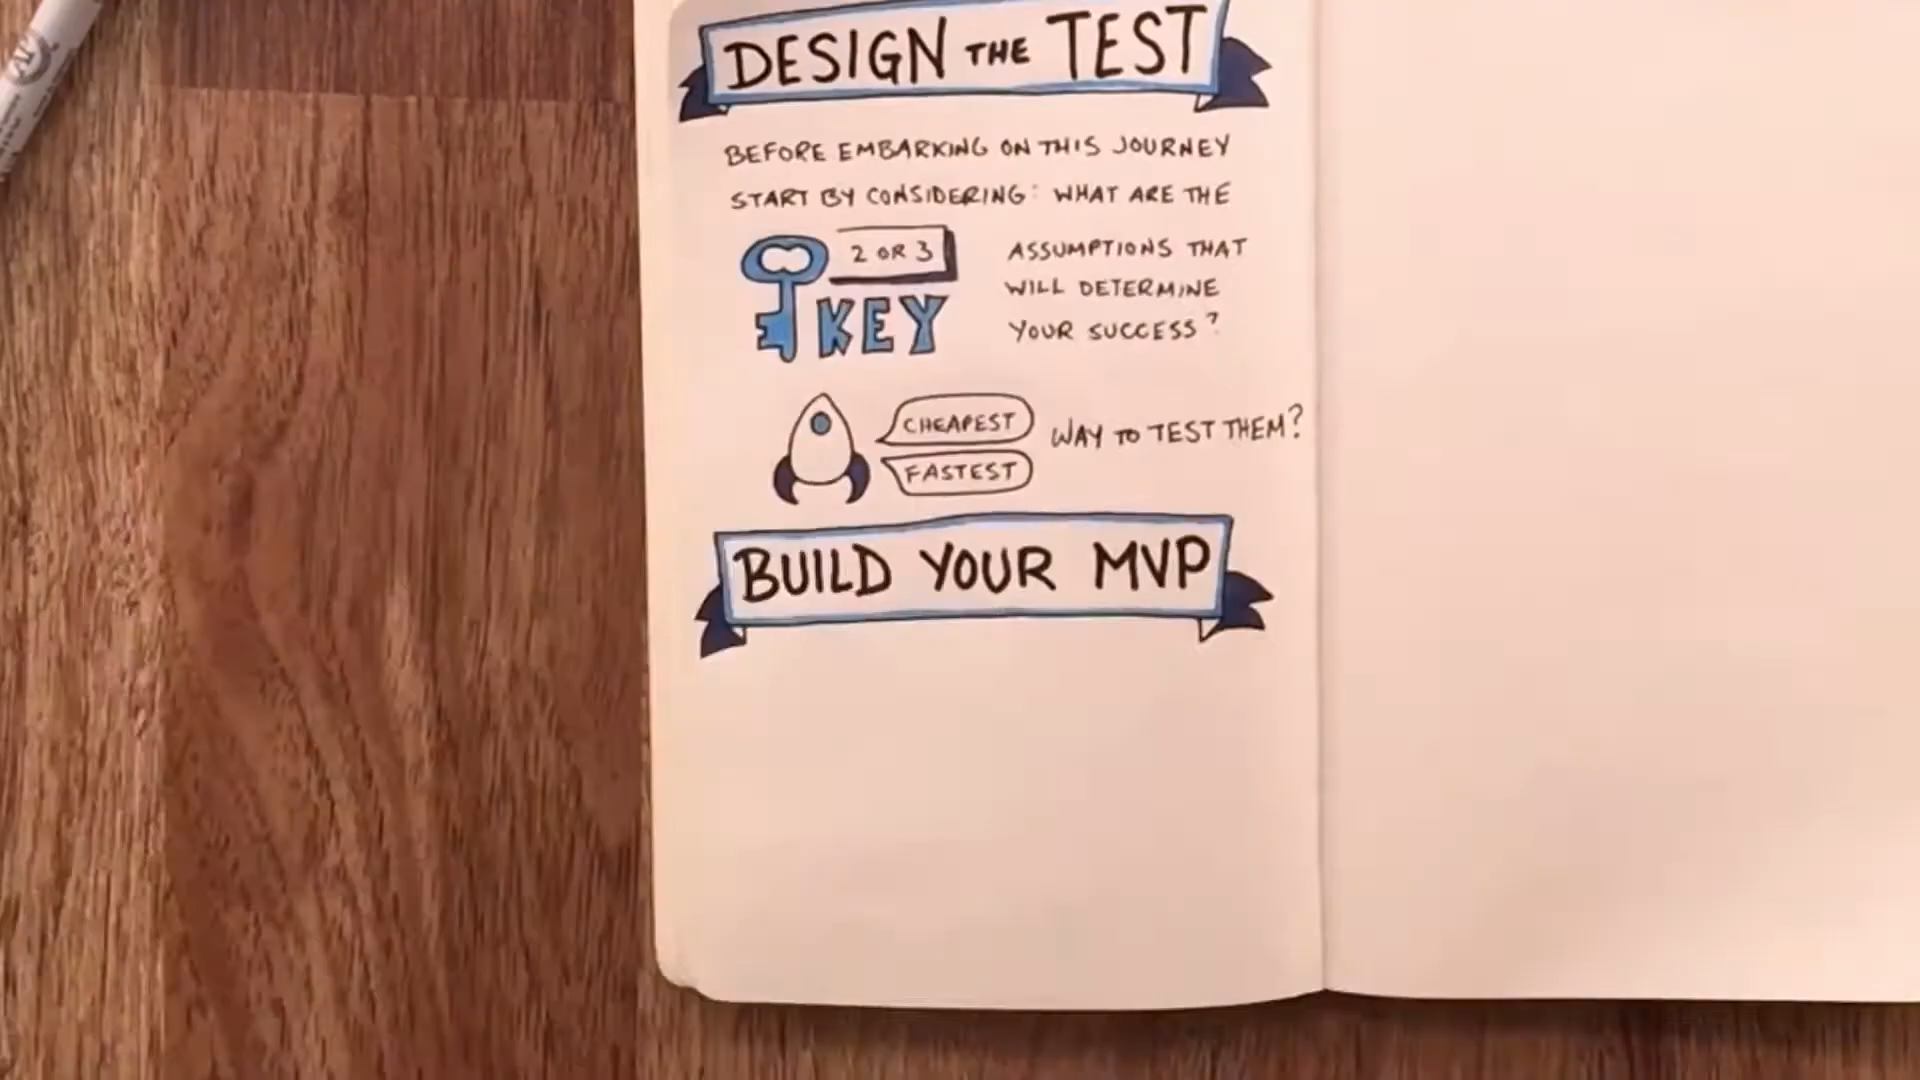 DESIGN THE TEST
BEFORE EMBARKING ON THIS JOURNEY
START BY CONSIDERING: WHAT ARE THE
2 OR 3
KEY
ASSUMPTIONS THAT
WILL DETERMINE
YOUR SUCCESS?
CHEAPEST
FASTEST
WAY TO TEST THEM?
BUILD YOUR MVP